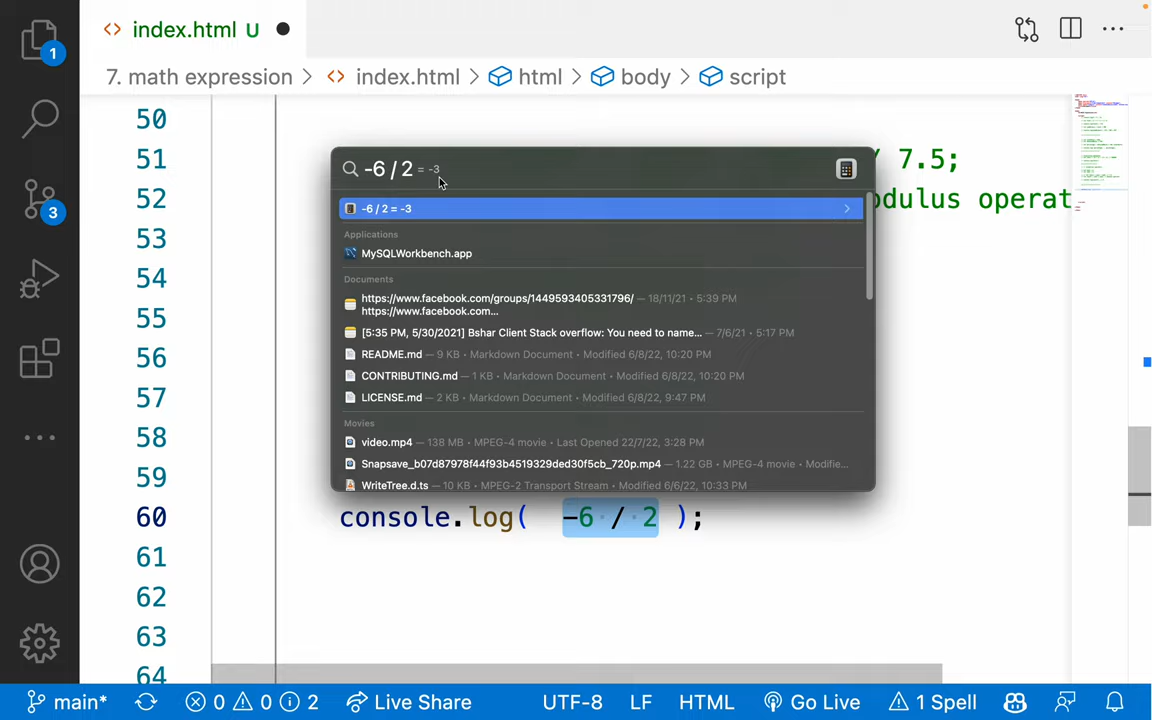 index.html U
7. math expression > index.html > html > body > script
1
3
50
51
52
53
54
55
56
57
58
59
60
61
62
63
64
/ 7.5;
odulus operat
-6 / 2 = -3
-6 / 2 = -3
Applications
MySQLWorkbench.app
Documents
https://www.facebook.com/groups/1449593405331796/ — 18/11/21 • 5:39 PM
https://www.facebook.com...
[5:35 PM, 5/30/2021] Bshar Client Stack overflow: You need to name... — 7/6/21 • 5:17 PM
README.md — 9 KB • Markdown Document • Modified 6/8/22, 10:20 PM
CONTRIBUTING.md — 1 KB • Markdown Document • Modified 6/8/22, 10:20 PM
LICENSE.md — 2 KB • Markdown Document • Modified 6/8/22, 9:47 PM
Movies
video.mp4 — 138 MB • MPEG-4 movie • Last Opened 22/7/22, 3:28 PM
Snapsave_b07d87978f44f93b4519329ded30f5cb_720p.mp4 — 1.22 GB • MPEG-4 movie • Modifie...
WriteTree.d.ts — 10 KB • MPEG-2 Transport Stream • Modified 6/6/22, 10:33 PM
console.log( -6 / 2 );
main* 0 0 2 Live Share UTF-8 LF HTML Go Live 1 Spell